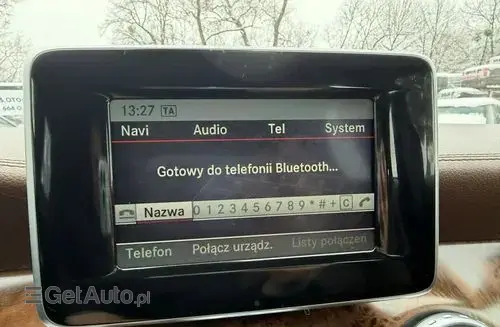 13:27 TA
Navi Audio Tel System
Gotowy do telefonii Bluetooth...
Nazwa 0 1 2 3 4 5 6 7 8 9 * # + C
Telefon Połącz urządz. Listy połączeń
GetAuto.pl